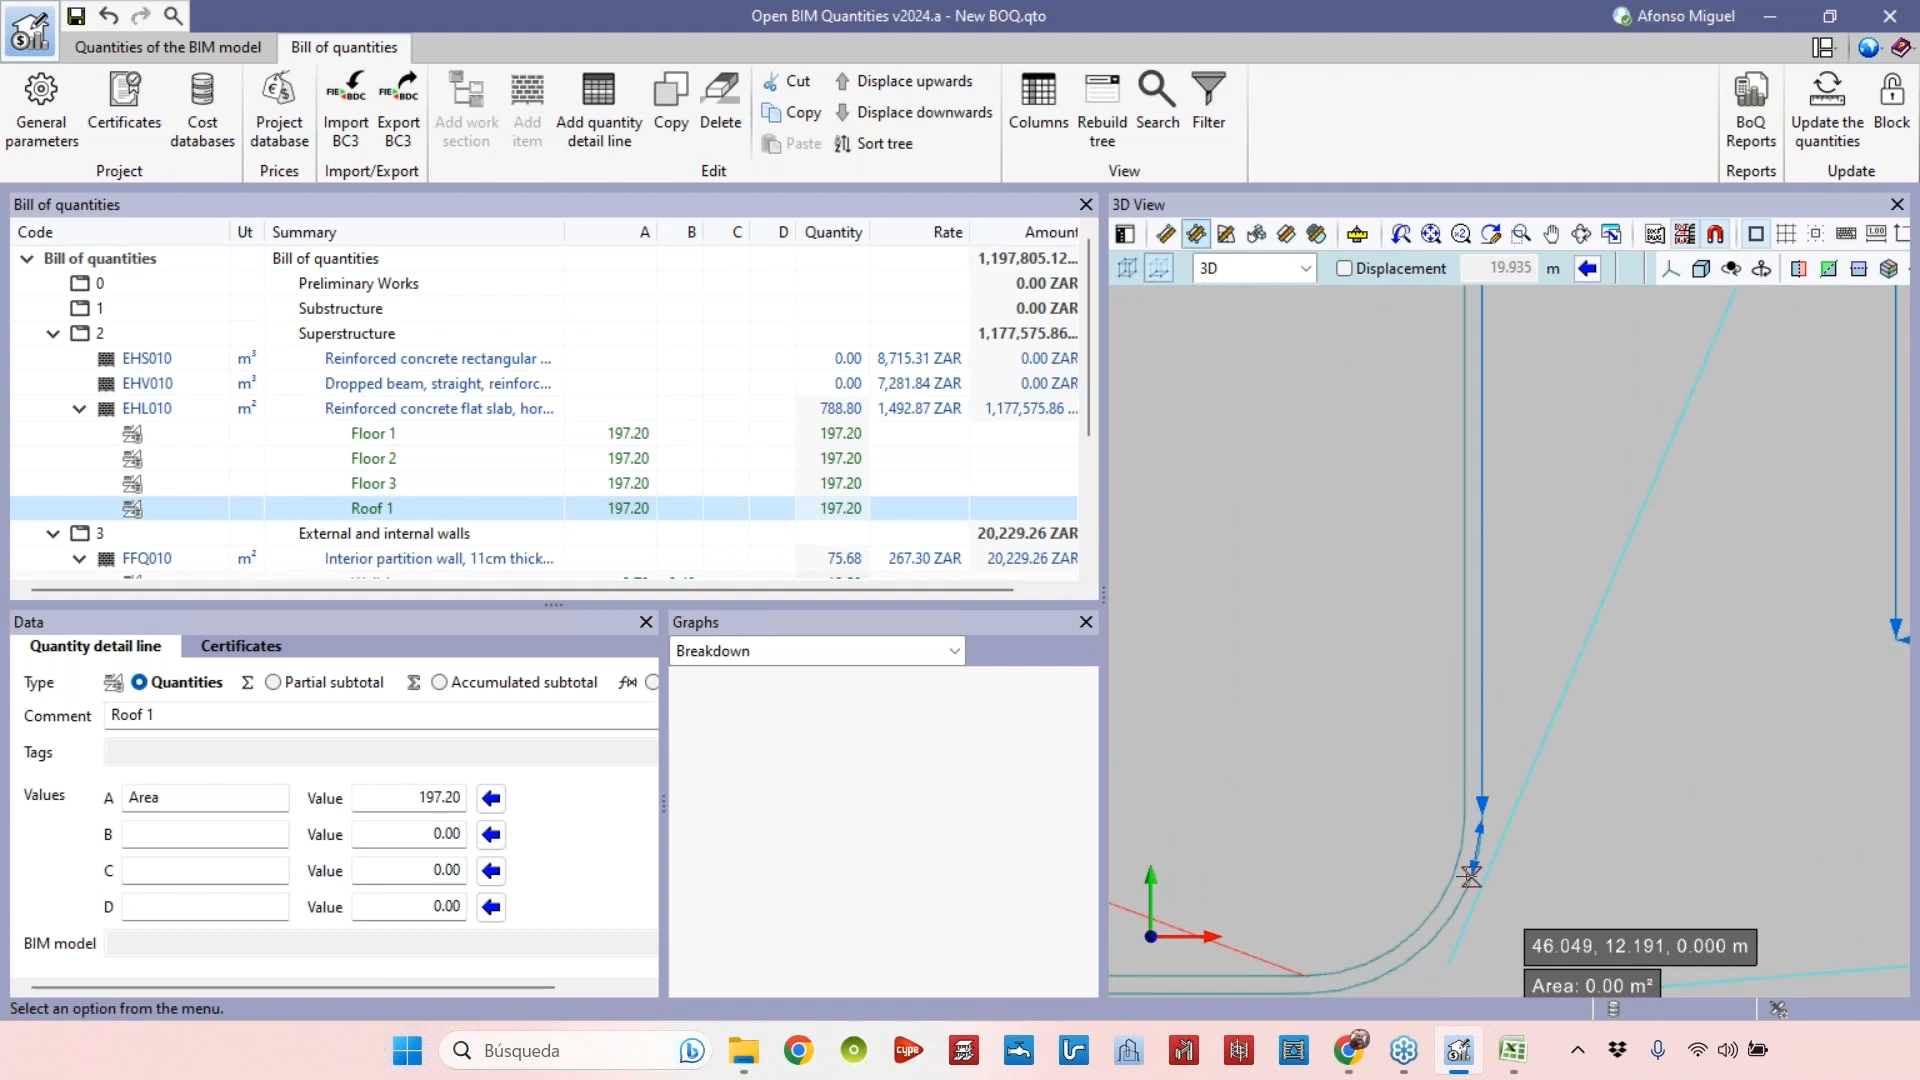 Open BIM Quantities v2024.a - New BOQ.qto
Afonso Miguel
Quantities of the BIM model
Bill of quantities
General parameters
Certificates
Cost databases
Project
Project database
Prices
FIE BDC
Import BC3
FIE BDC
Export BC3
Import/Export
Add work section
Add item
Add quantity detail line
Copy
Delete
Cut
Copy
Paste
Displace upwards
Displace downwards
Sort tree
Edit
Columns
Rebuild tree
Search
Filter
View
BoQ Reports
Reports
Update the quantities
Block
Update
Bill of quantities
Code Ut Summary A B C D Quantity Rate Amount
Bill of quantities Bill of quantities 1,197,805.12...
0 Preliminary Works 0.00 ZAR
1 Substructure 0.00 ZAR
2 Superstructure 1,177,575.86...
EHS010 m³ Reinforced concrete rectangular ... 0.00 8,715.31 ZAR 0.00 ZAR
EHV010 m³ Dropped beam, straight, reinforc... 0.00 7,281.84 ZAR 0.00 ZAR
EHL010 m² Reinforced concrete flat slab, hor... 788.80 1,492.87 ZAR 1,177,575.86 ...
Floor 1 197.20 197.20
Floor 2 197.20 197.20
Floor 3 197.20 197.20
Roof 1 197.20 197.20
3 External and internal walls 20,229.26 ZAR
FFQ010 m² Interior partition wall, 11cm thick... 75.68 267.30 ZAR 20,229.26 ZAR
3D View
3D
Displacement
19.935 m
46.049, 12.191, 0.000 m
Area: 0.00 m²
Data
Quantity detail line
Certificates
Type Quantities Σ Partial subtotal Σ Accumulated subtotal
Comment Roof 1
Tags
Values A Area Value 197.20
B Value 0.00
C Value 0.00
D Value 0.00
BIM model
Graphs
Breakdown
Select an option from the menu.
Búsqueda
cype